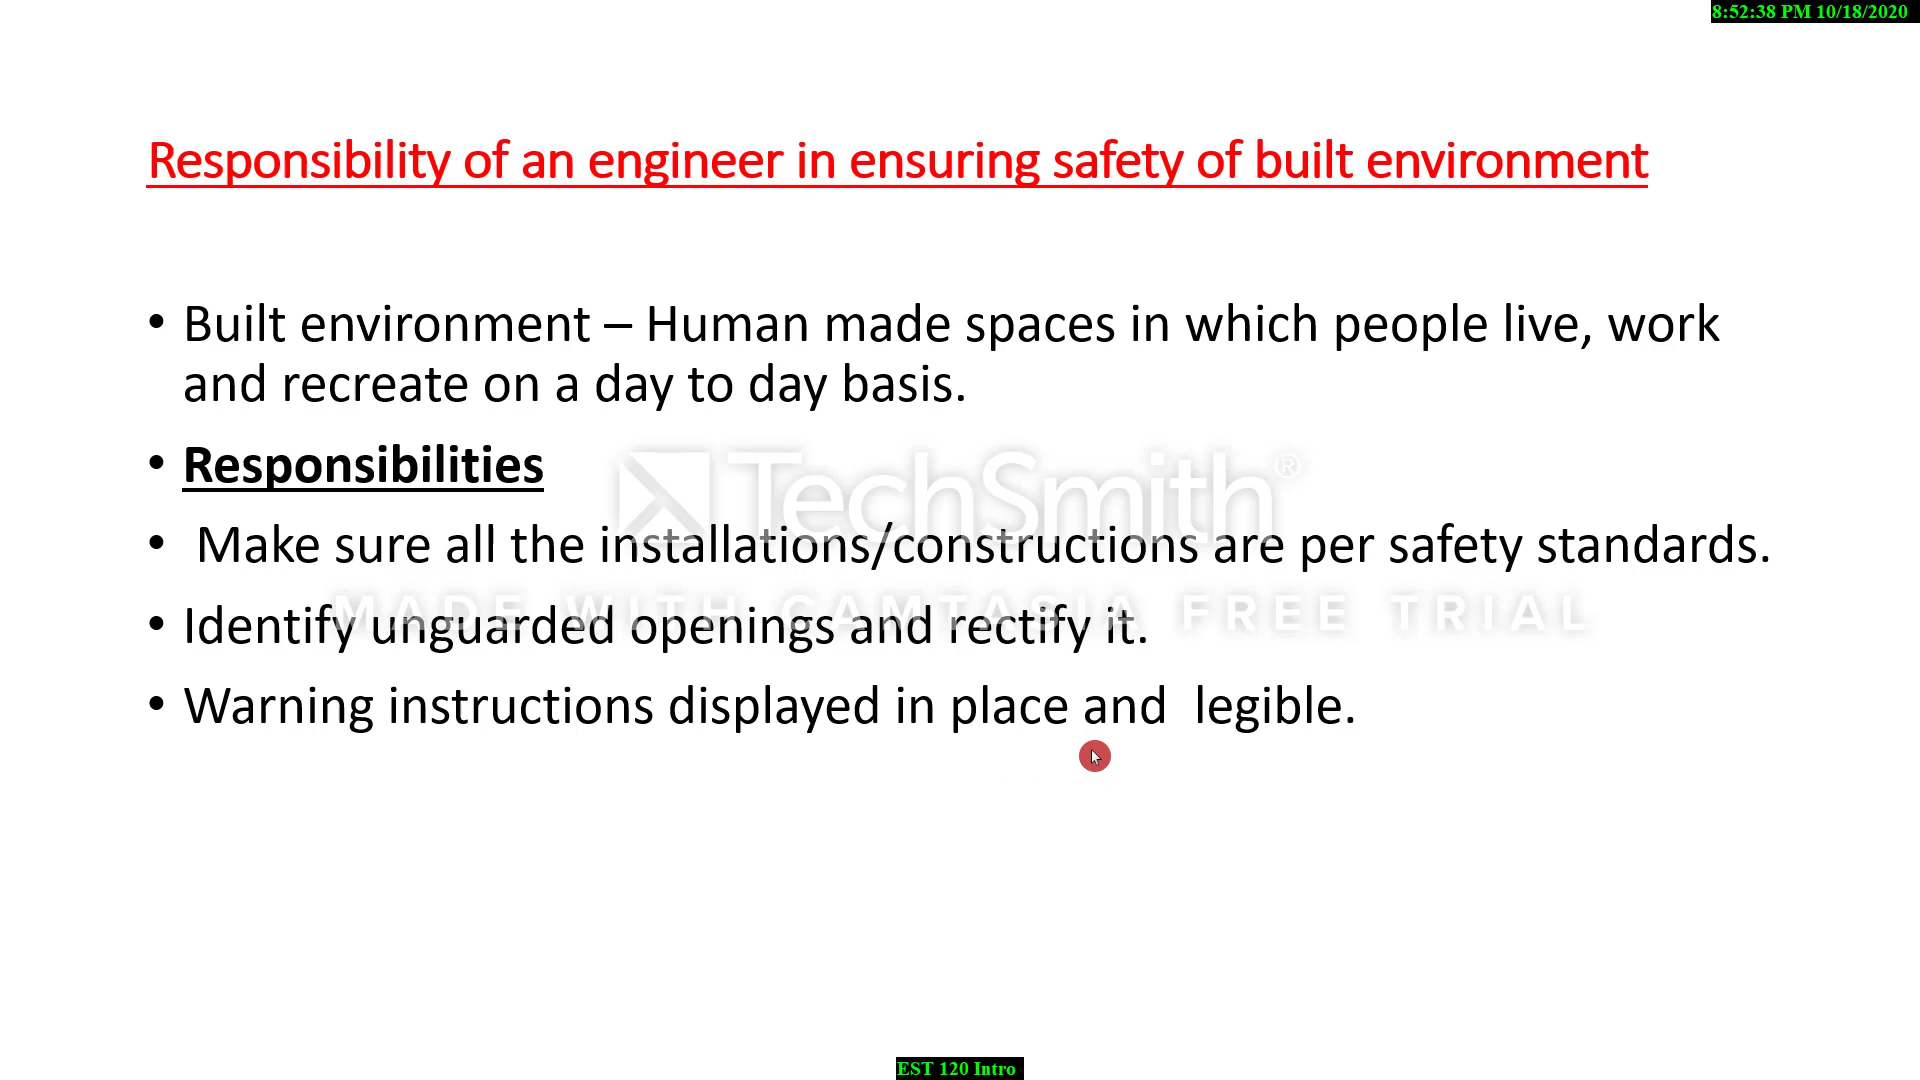 8:52:38 PM 10/18/2020
Responsibility of an engineer in ensuring safety of built environment
• Built environment – Human made spaces in which people live, work
and recreate on a day to day basis.
• Responsibilities
TechSmith®
• Make sure all the installations/constructions are per safety standards.
MADE WITH CAMTASIA FREE TRIAL
• Identify unguarded openings and rectify it.
• Warning instructions displayed in place and  legible.
EST 120 Intro